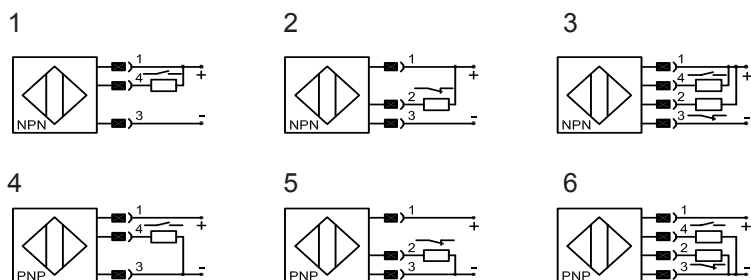 1 2 3
1 1 1
4 + 4 +
+ 2 2
NPN 3 - NPN 3 - NPN 3 -
4 5 6
1 1 1
4 + + 4 +
2 2
PNP 3 - PNP 3 - PNP 3 -